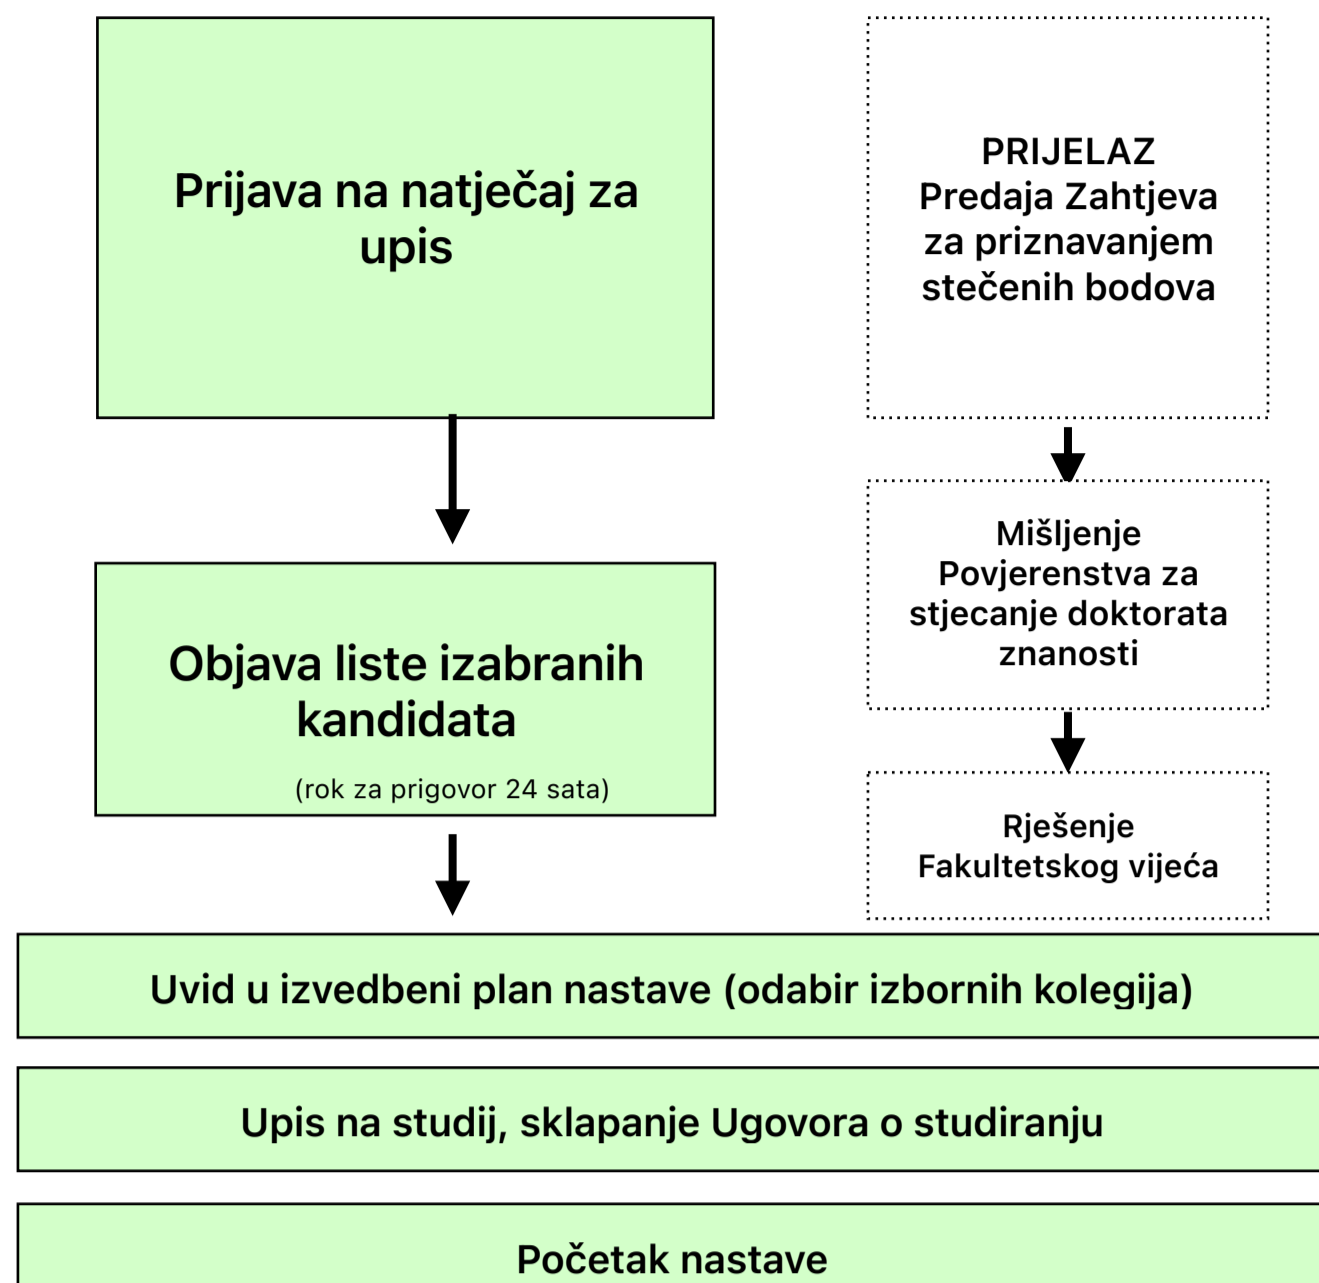 Prijava na natječaj za
upis
PRIJELAZ
Predaja Zahtjeva
za priznavanjem
stečenih bodova
Mišljenje
Povjerenstva za
stjecanje doktorata
znanosti
Objava liste izabranih
kandidata
(rok za prigovor 24 sata)
Rješenje
Fakultetskog vijeća
Uvid u izvedbeni plan nastave (odabir izbornih kolegija)
Upis na studij, sklapanje Ugovora o studiranju
Početak nastave